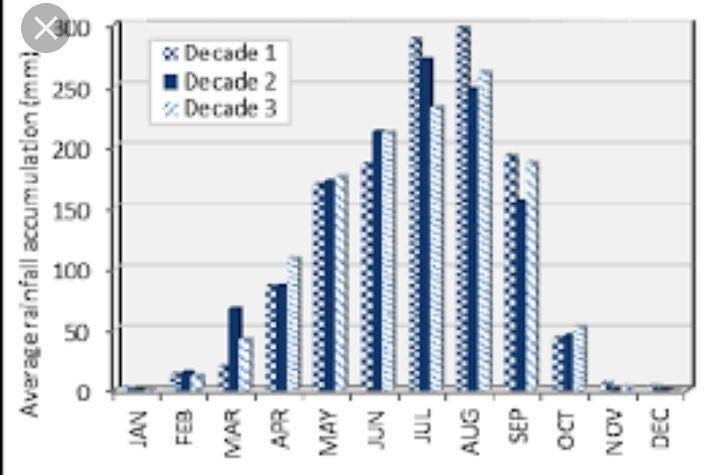 Average rainfall accumulation (mm)
300
250
200
150
100
50
0
Decade 1
Decade 2
Decade 3
JAN FEB MAR APR MAY JUN JUL AUG SEP OCT NOV DEC